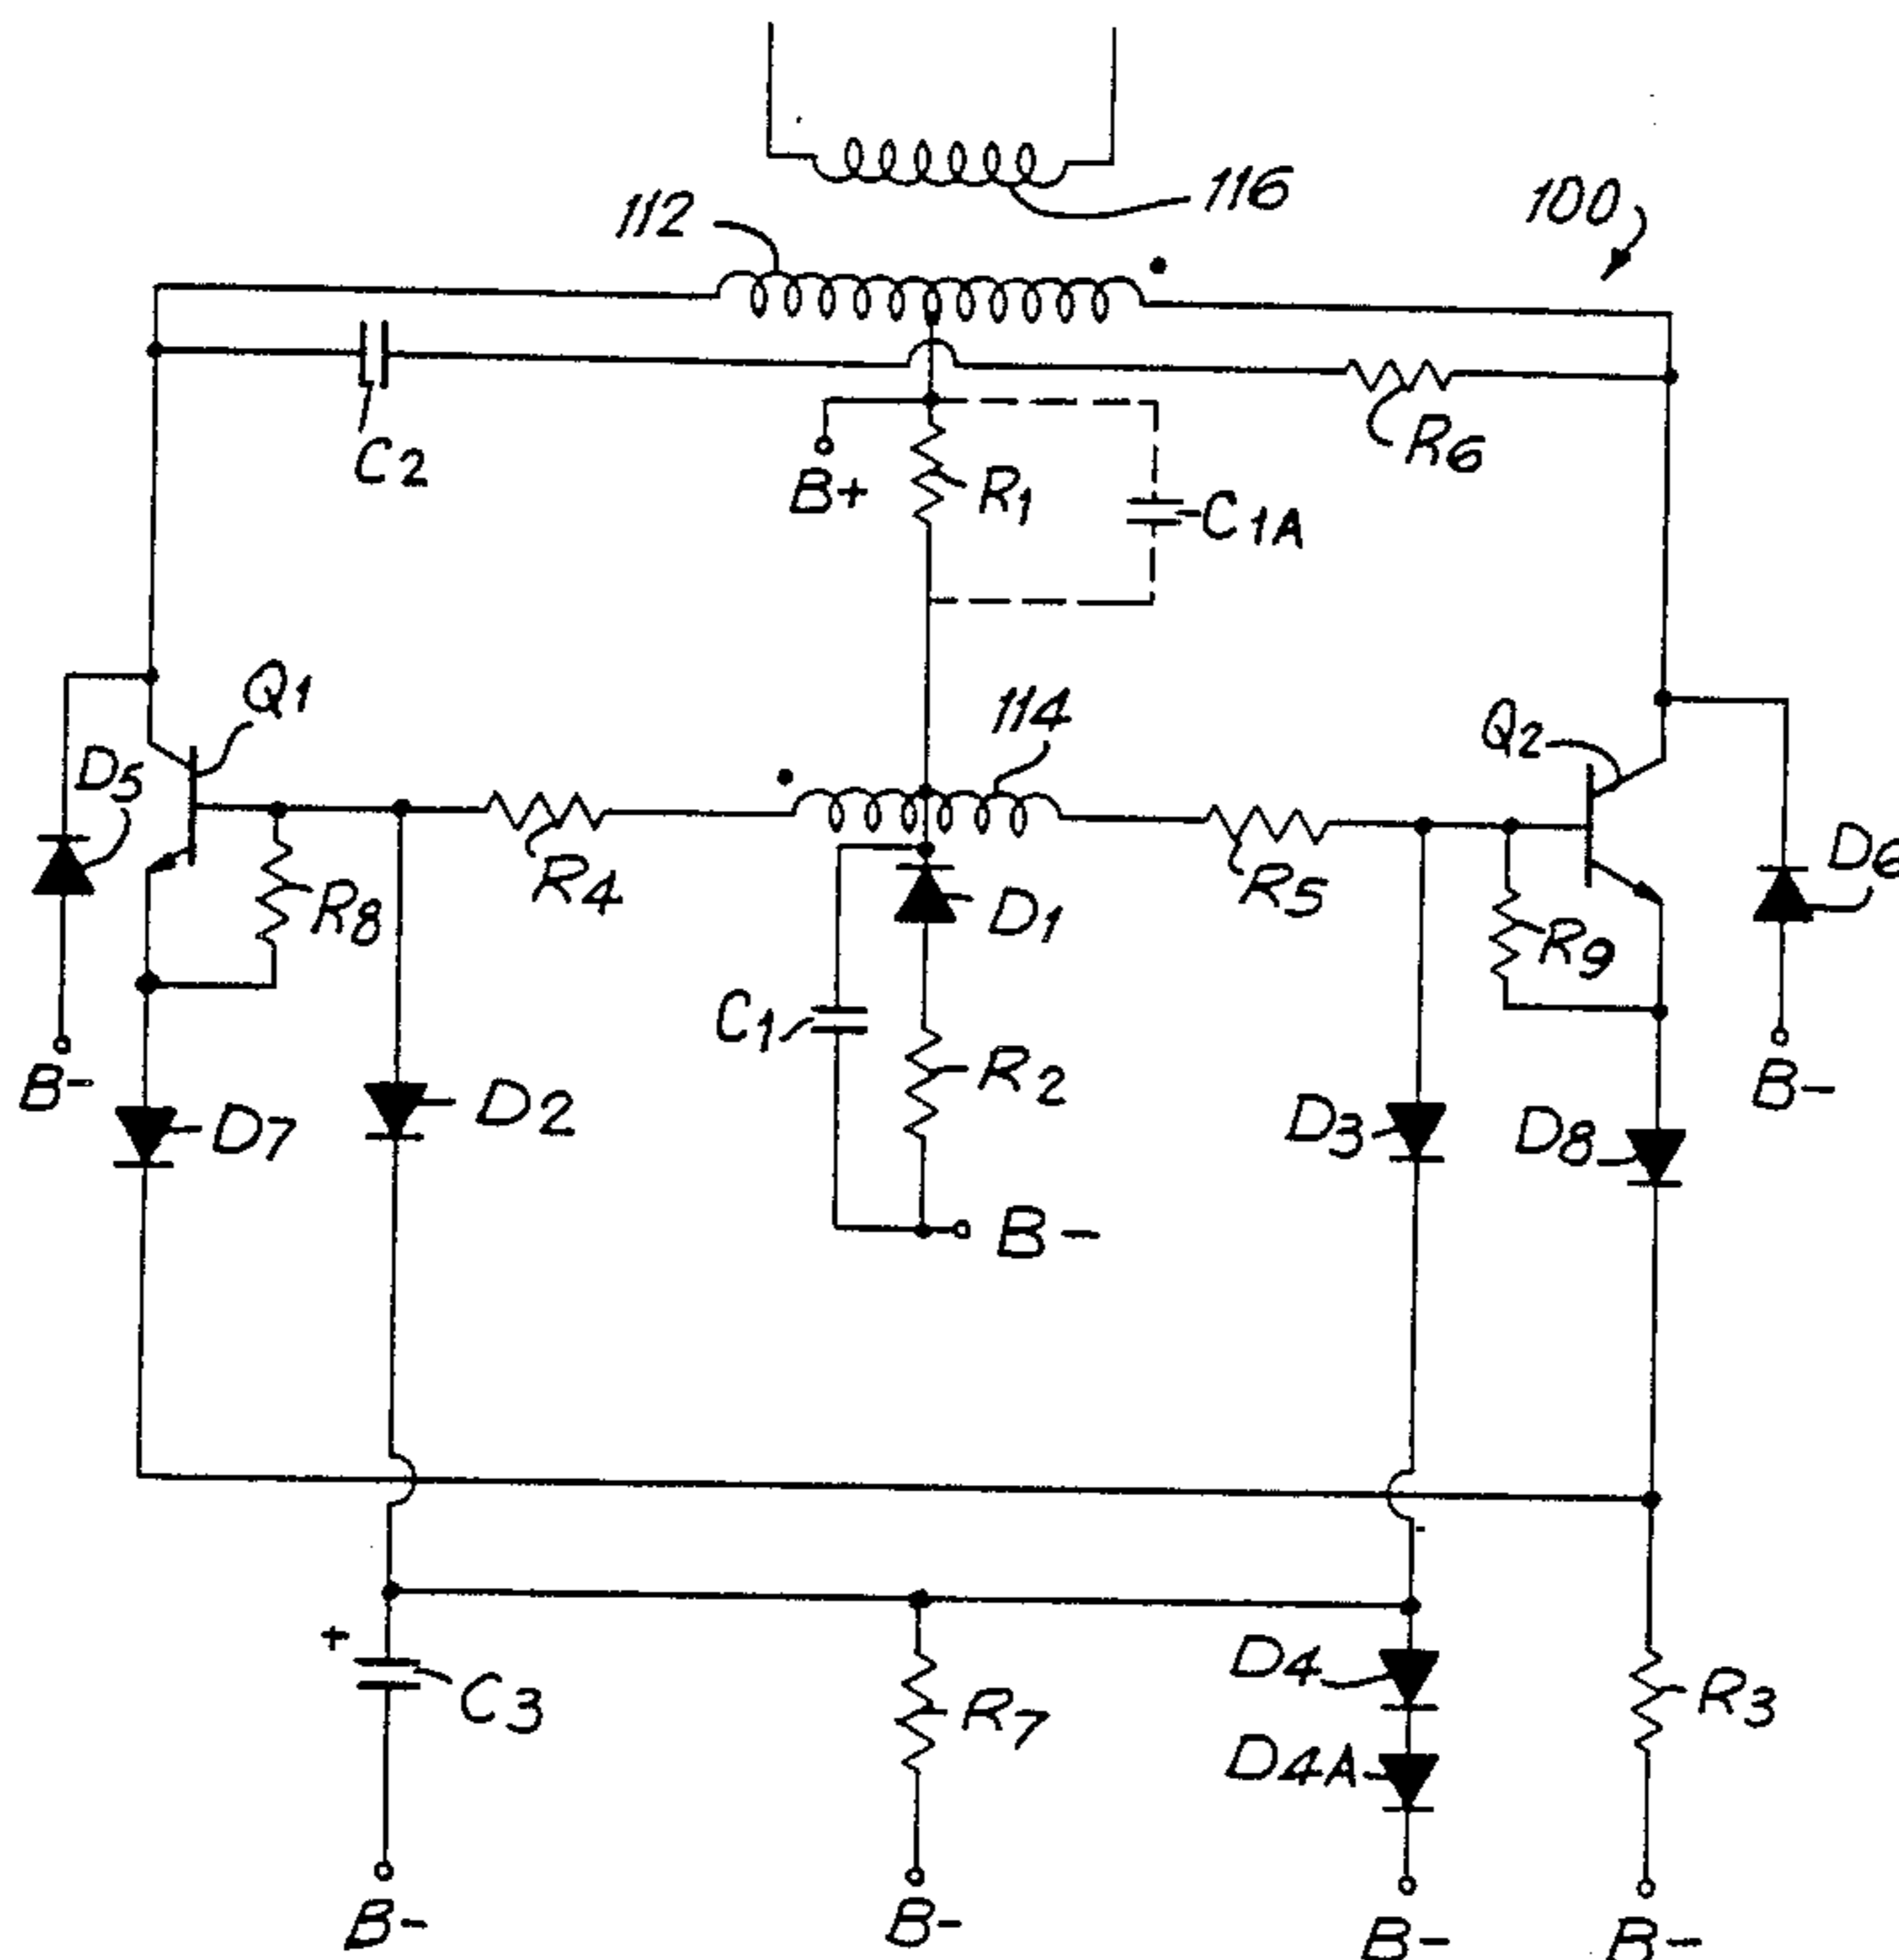 116
112
100
C2
R6
B+
R1
C1A
Q1
114
Q2
D5
D6
R4
R5
R8
D1
R9
C1
R2
B-
B-
D7
D2
D3
D8
B-
D4
R3
C3
R7
D4A
B-
B-
B-
B-